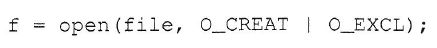 f = open(file, O_CREAT | O_EXCL);